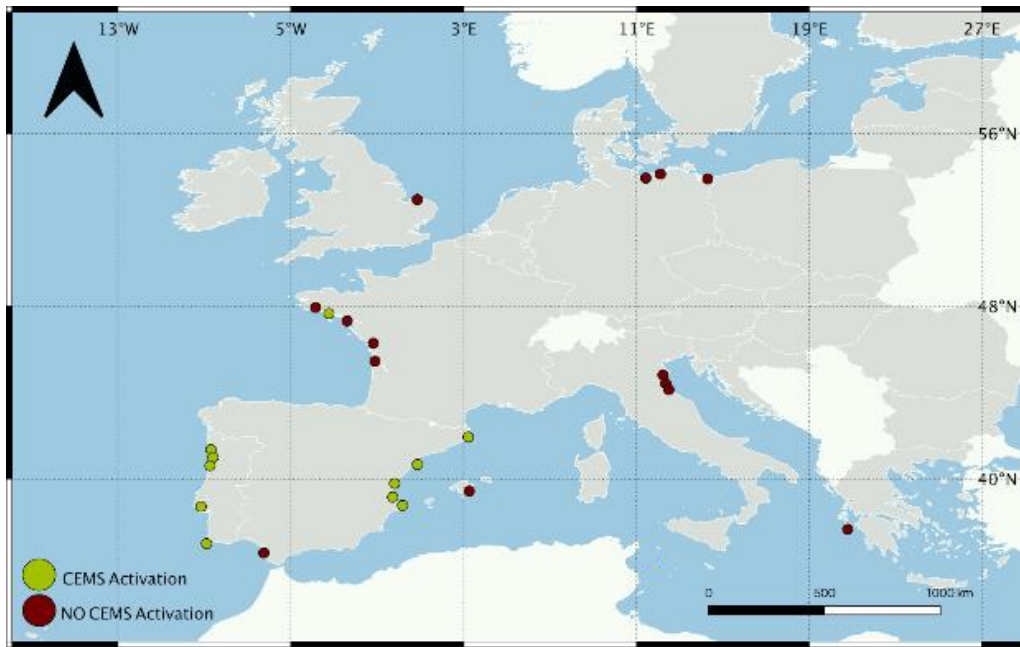 13°W 5°W 3°E 11°E 19°E 27°E
56°N
48°N
40°N
CEMS Activation
NO CEMS Activation
0 500 1000 km